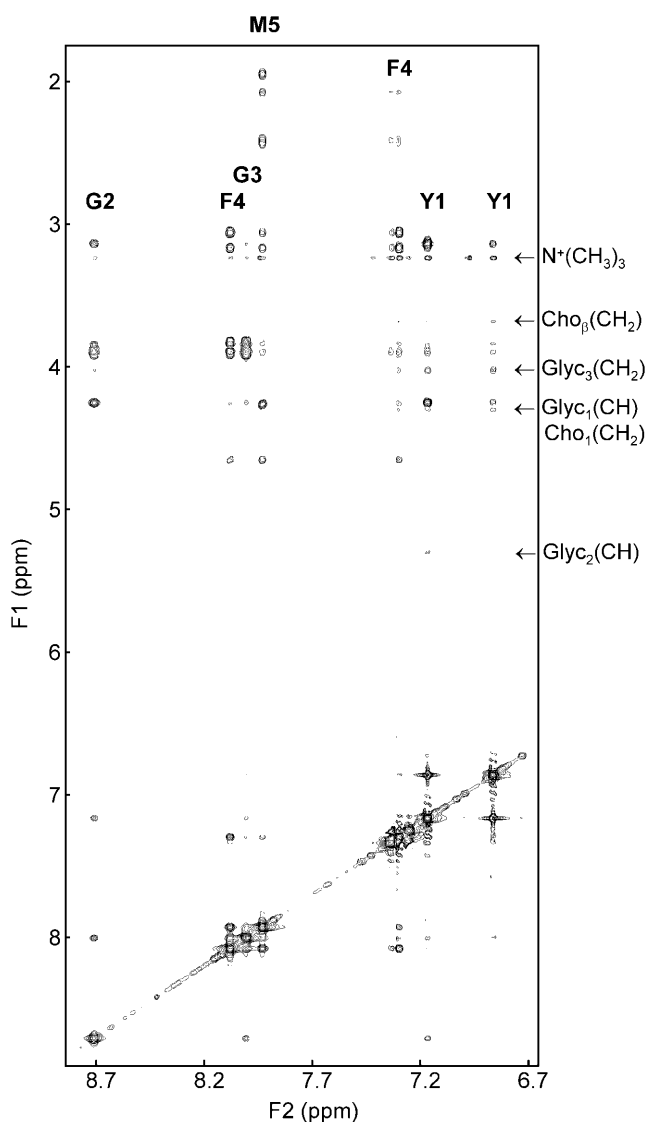 M5
2
F4
G3
G2 F4 Y1 Y1
3
← N⁺(CH₃)₃
← Choᵦ(CH₂)
4
← Glyc₃(CH₂)
← Glyc₁(CH)
Cho₁(CH₂)
5
← Glyc₂(CH)
F1 (ppm)
6
7
8
8.7 8.2 7.7 7.2 6.7
F2 (ppm)